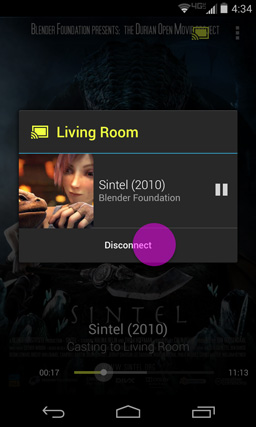 4G
4:34
BLENDER FOUNDATION PRESENTS: THE DURIAN OPEN MOVIE PROJECT
Living Room
Sintel (2010)
Blender Foundation
Disconnect
SINTEL
Sintel (2010)
Casting to Living Room
00:17
11:13